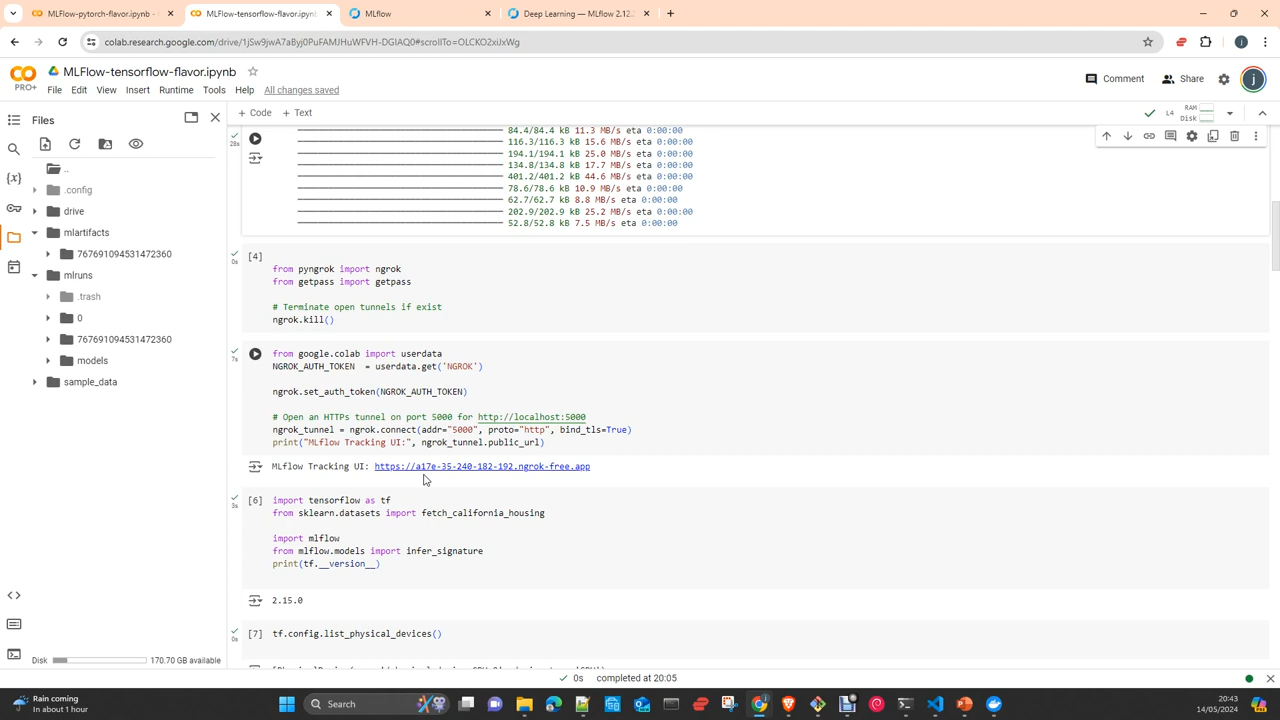 MLFlow-pytorch-flavor.ipynb -
MLFlow-tensorflow-flavor.ipynb
MLflow
Deep Learning — MLflow 2.12.
colab.research.google.com/drive/1jSw9jwA7aByj0PuFAMJHuWFVH-DGIAQ0#scrollTo=OLCKO2xiJxWg
PRO+
MLFlow-tensorflow-flavor.ipynb
File Edit View Insert Runtime Tools Help All changes saved
Comment Share
j
Files
+ Code + Text
L4 RAM
Disk
..
.config
drive
mlartifacts
767691094531472360
mlruns
.trash
0
767691094531472360
models
sample_data
Disk 170.70 GB available
28s
84.4/84.4 kB 11.3 MB/s eta 0:00:00
116.3/116.3 kB 15.6 MB/s eta 0:00:00
194.1/194.1 kB 25.0 MB/s eta 0:00:00
134.8/134.8 kB 17.7 MB/s eta 0:00:00
401.2/401.2 kB 44.6 MB/s eta 0:00:00
78.6/78.6 kB 10.9 MB/s eta 0:00:00
62.7/62.7 kB 8.8 MB/s eta 0:00:00
202.9/202.9 kB 25.2 MB/s eta 0:00:00
52.8/52.8 kB 7.5 MB/s eta 0:00:00
[4]
0s
from pyngrok import ngrok
from getpass import getpass
# Terminate open tunnels if exist
ngrok.kill()
7s
from google.colab import userdata
NGROK_AUTH_TOKEN  = userdata.get('NGROK')
ngrok.set_auth_token(NGROK_AUTH_TOKEN)
# Open an HTTPs tunnel on port 5000 for http://localhost:5000
ngrok_tunnel = ngrok.connect(addr="5000", proto="http", bind_tls=True)
print("MLflow Tracking UI:", ngrok_tunnel.public_url)
MLflow Tracking UI: https://a17e-35-240-182-192.ngrok-free.app
[6]
3s
import tensorflow as tf
from sklearn.datasets import fetch_california_housing
import mlflow
from mlflow.models import infer_signature
print(tf.__version__)
2.15.0
[7] tf.config.list_physical_devices()
0s
0s completed at 20:05
Rain coming
In about 1 hour
Search
20:43
14/05/2024